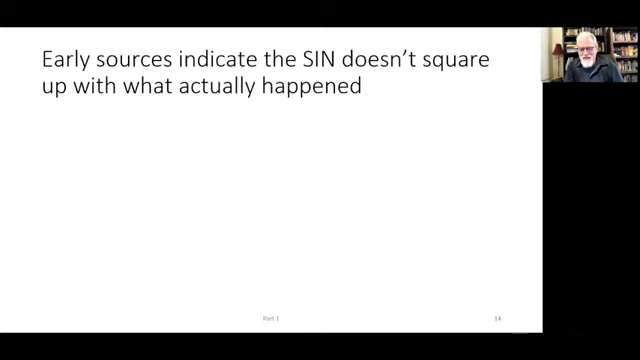 Early sources indicate the SIN doesn’t square
up with what actually happened
Part 1
14